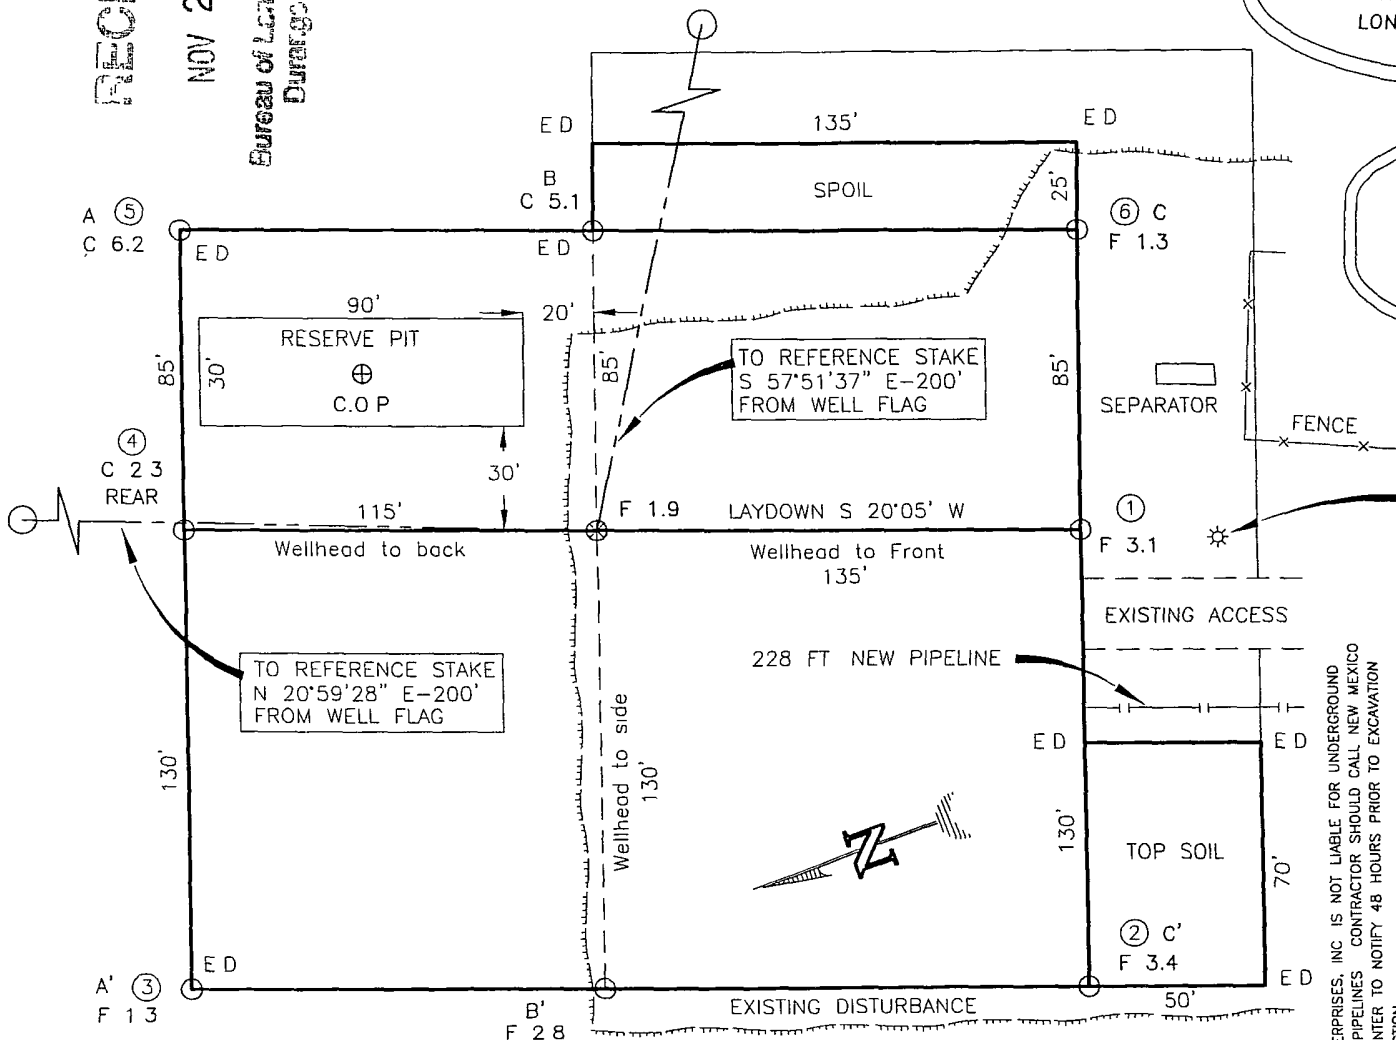 NOV 2
Bureau of
Durango
LON
E D
135'
E D
B
C 5.1
SPOIL
25'
A ⑤
C 6.2
⑥ C
F 1.3
E D
E D
90'
20'
RESERVE PIT
C.O P
85'
30'
85'
85'
TO REFERENCE STAKE
S 57°51'37" E-200'
FROM WELL FLAG
SEPARATOR
FENCE
④
C 2 3
REAR
30'
115'
Wellhead to back
F 1.9
LAYDOWN S 20°05' W
Wellhead to Front
135'
①
F 3.1
EXISTING ACCESS
TO REFERENCE STAKE
N 20°59'28" E-200'
FROM WELL FLAG
228 FT NEW PIPELINE
130'
Wellhead to side
130'
E D
E D
N
130'
TOP SOIL
70'
② C'
F 3.4
E D
A' ③
F 1 3
E D
B'
F 2 8
EXISTING DISTURBANCE
50'
ERPRISES, INC IS NOT LIABLE FOR UNDERGROUND
PIPELINES CONTRACTOR SHOULD CALL NEW MEXICO
NTER TO NOTIFY 48 HOURS PRIOR TO EXCAVATION